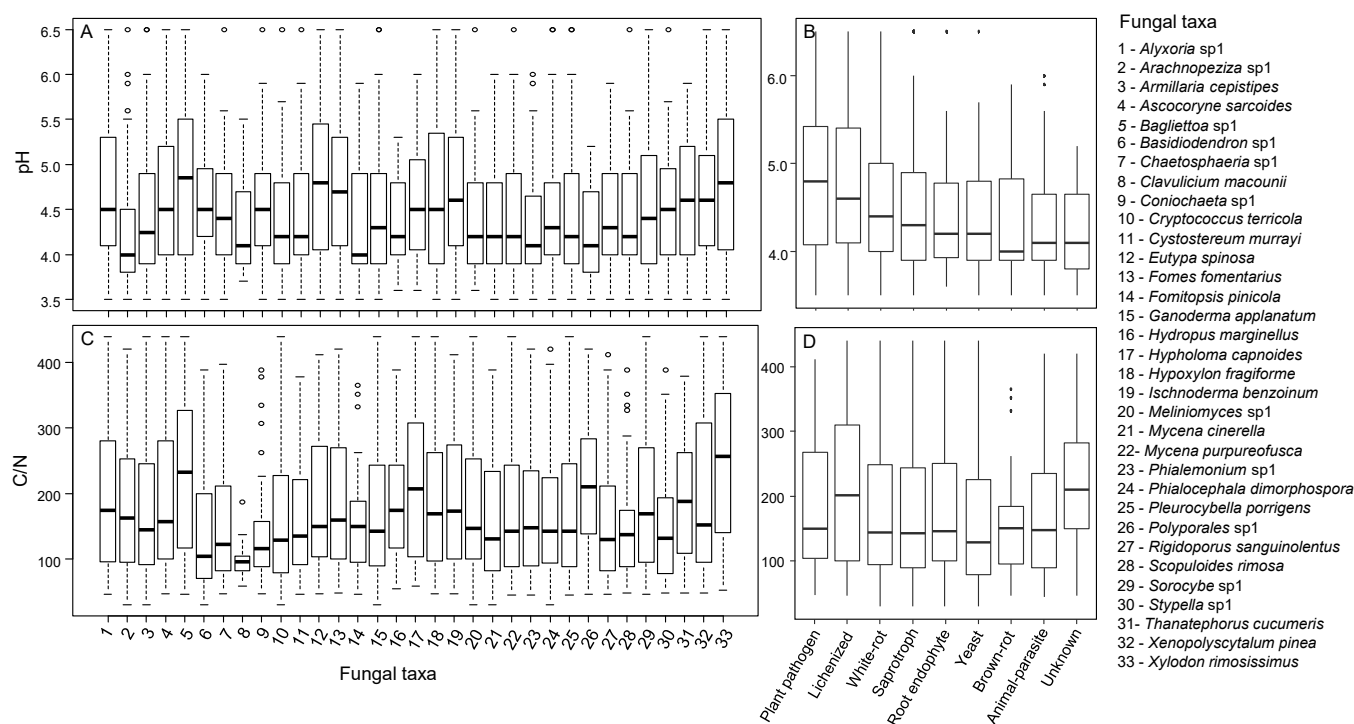 A
pH
6.5
6.0
5.5
5.0
4.5
4.0
3.5
B
6.0
5.0
4.0
C
C/N
400
300
200
100
1 2 3 4 5 6 7 8 9 10 11 12 13 14 15 16 17 18 19 20 21 22 23 24 25 26 27 28 29 30 31 32 33
Fungal taxa
D
400
300
200
100
Plant pathogen
Lichenized
White-rot
Saprotroph
Root endophyte
Yeast
Brown-rot
Animal-parasite
Unknown
Fungal taxa
1 - Alyxoria sp1
2 - Arachnopeziza sp1
3 - Armillaria cepistipes
4 - Ascocoryne sarcoides
5 - Bagliettoa sp1
6 - Basidiodendron sp1
7 - Chaetosphaeria sp1
8 - Clavulicium macounii
9 - Coniochaeta sp1
10 - Cryptococcus terricola
11 - Cystostereum murrayi
12 - Eutypa spinosa
13 - Fomes fomentarius
14 - Fomitopsis pinicola
15 - Ganoderma applanatum
16 - Hydropus marginellus
17 - Hypholoma capnoides
18 - Hypoxylon fragiforme
19 - Ischnoderma benzoinum
20 - Meliniomyces sp1
21 - Mycena cinerella
22- Mycena purpureofusca
23 - Phialemonium sp1
24 - Phialocephala dimorphospora
25 - Pleurocybella porrigens
26 - Polyporales sp1
27 - Rigidoporus sanguinolentus
28 - Scopuloides rimosa
29 - Sorocybe sp1
30 - Stypella sp1
31- Thanatephorus cucumeris
32 - Xenopolyscytalum pinea
33 - Xylodon rimosissimus